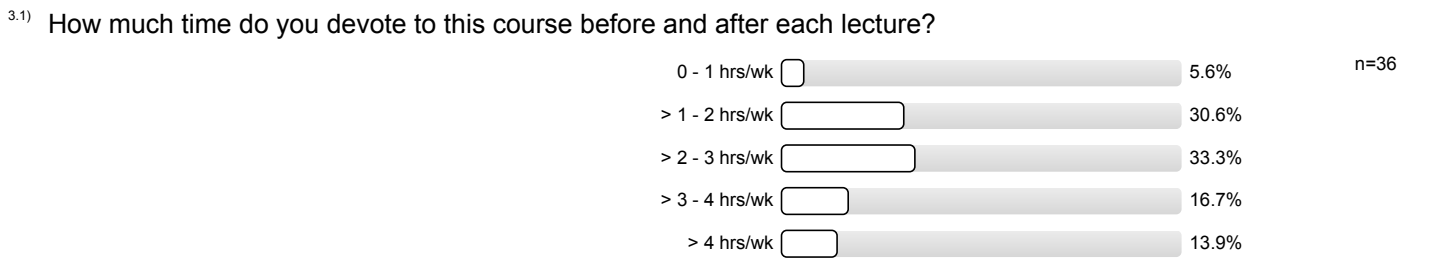 3.1) How much time do you devote to this course before and after each lecture?
0 - 1 hrs/wk 5.6% n=36
> 1 - 2 hrs/wk 30.6%
> 2 - 3 hrs/wk 33.3%
> 3 - 4 hrs/wk 16.7%
> 4 hrs/wk 13.9%